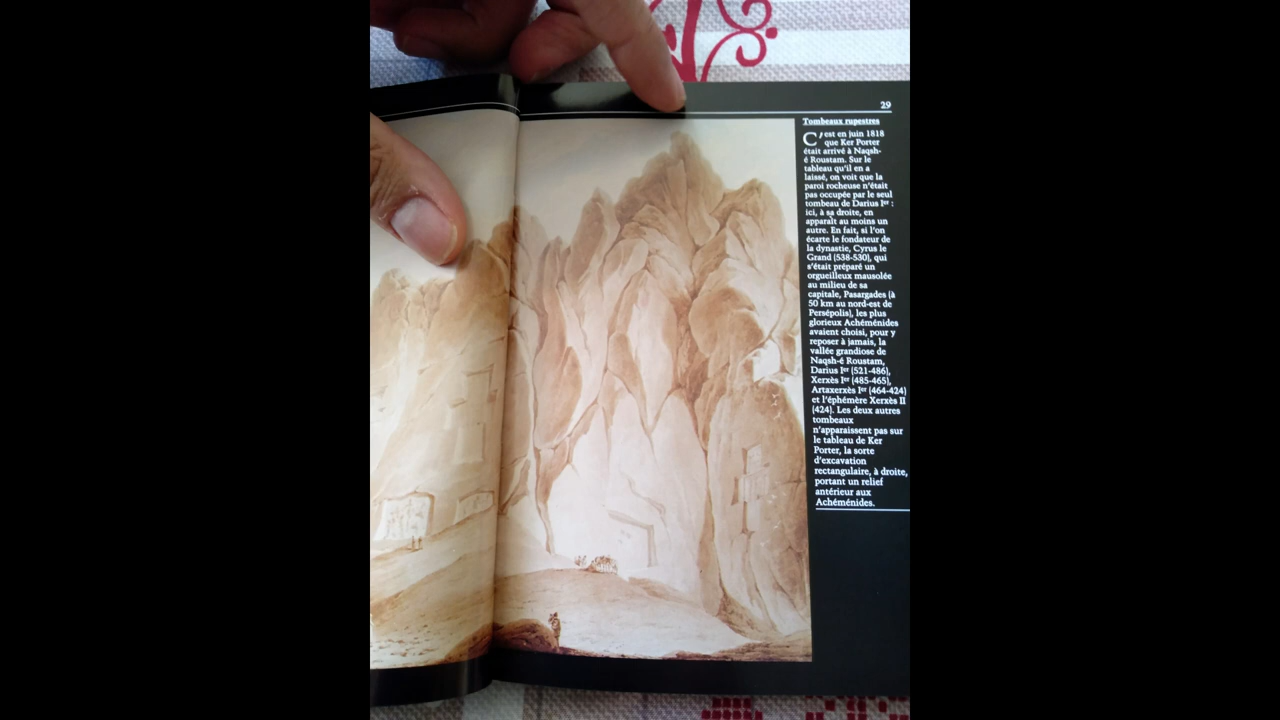 29
Tombeaux rupestres
C'est en juin 1818
que Ker Porter
était arrivé à Naqsh-
é Roustam. Sur le
tableau qu'il en a
laissé, on voit que la
paroi rocheuse n'était
pas occupée par le seul
tombeau de Darius Ier :
ici, à sa droite, en
apparaît au moins un
autre. En fait, si l'on
écarte le fondateur de
la dynastie, Cyrus le
Grand (538-530), qui
s'était préparé un
orgueilleux mausolée
au milieu de sa
capitale, Pasargades (à
50 km au nord-est de
Persépolis), les plus
glorieux Achéménides
avaient choisi, pour y
reposer à jamais, la
vallée grandiose de
Naqsh-é Roustam,
Darius Ier (521-486),
Xerxès Ier (485-465),
Artaxerxès Ier (464-424)
et l'éphémère Xerxès II
(424). Les deux autres
tombeaux
n'apparaissent pas sur
le tableau de Ker
Porter, la sorte
d'excavation
rectangulaire, à droite,
portant un relief
antérieur aux
Achéménides.